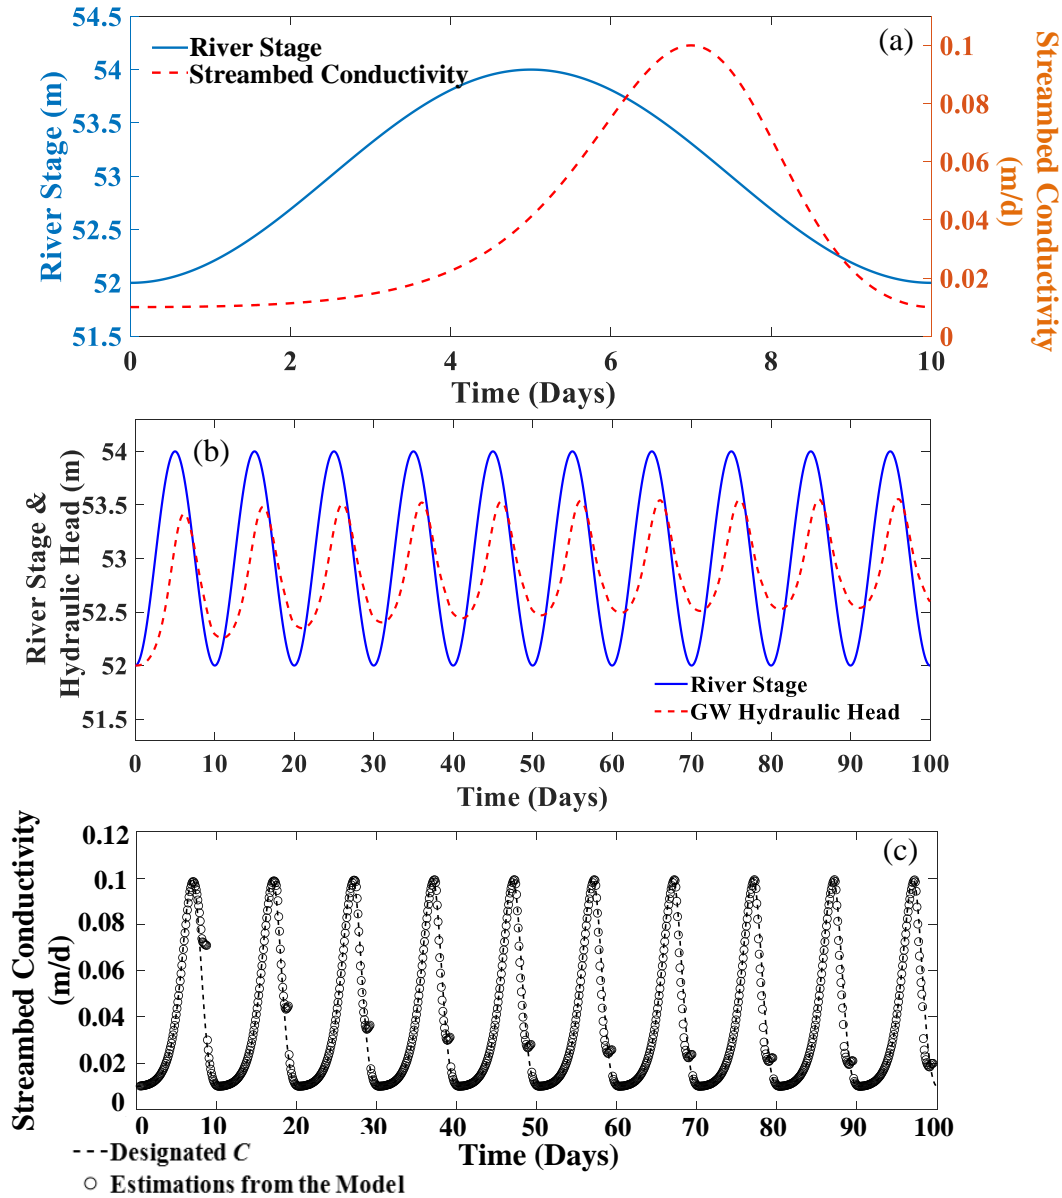 (a)
River Stage
Streambed Conductivity
54.5
54
53.5
53
52.5
52
51.5
River Stage (m)
0.1
0.08
0.06
0.04
0.02
0
Streambed Conductivity
(m/d)
0 2 4 6 8 10
Time (Days)
(b)
54
53.5
53
52.5
52
51.5
River Stage &
Hydraulic Head (m)
River Stage
GW Hydraulic Head
0 10 20 30 40 50 60 70 80 90 100
Time (Days)
(c)
0.12
0.1
0.08
0.06
0.04
0.02
0
Streambed Conductivity
(m/d)
0 10 20 30 40 50 60 70 80 90 100
Time (Days)
Designated C
Estimations from the Model